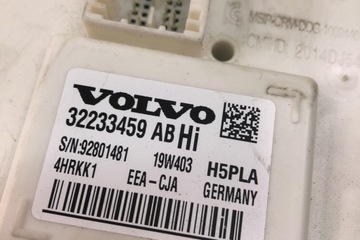 VOLVO
32233459 AB Hi
S/N:92801481 19W403 H5PLA
4HRKK1 EEA-CJA GERMANY